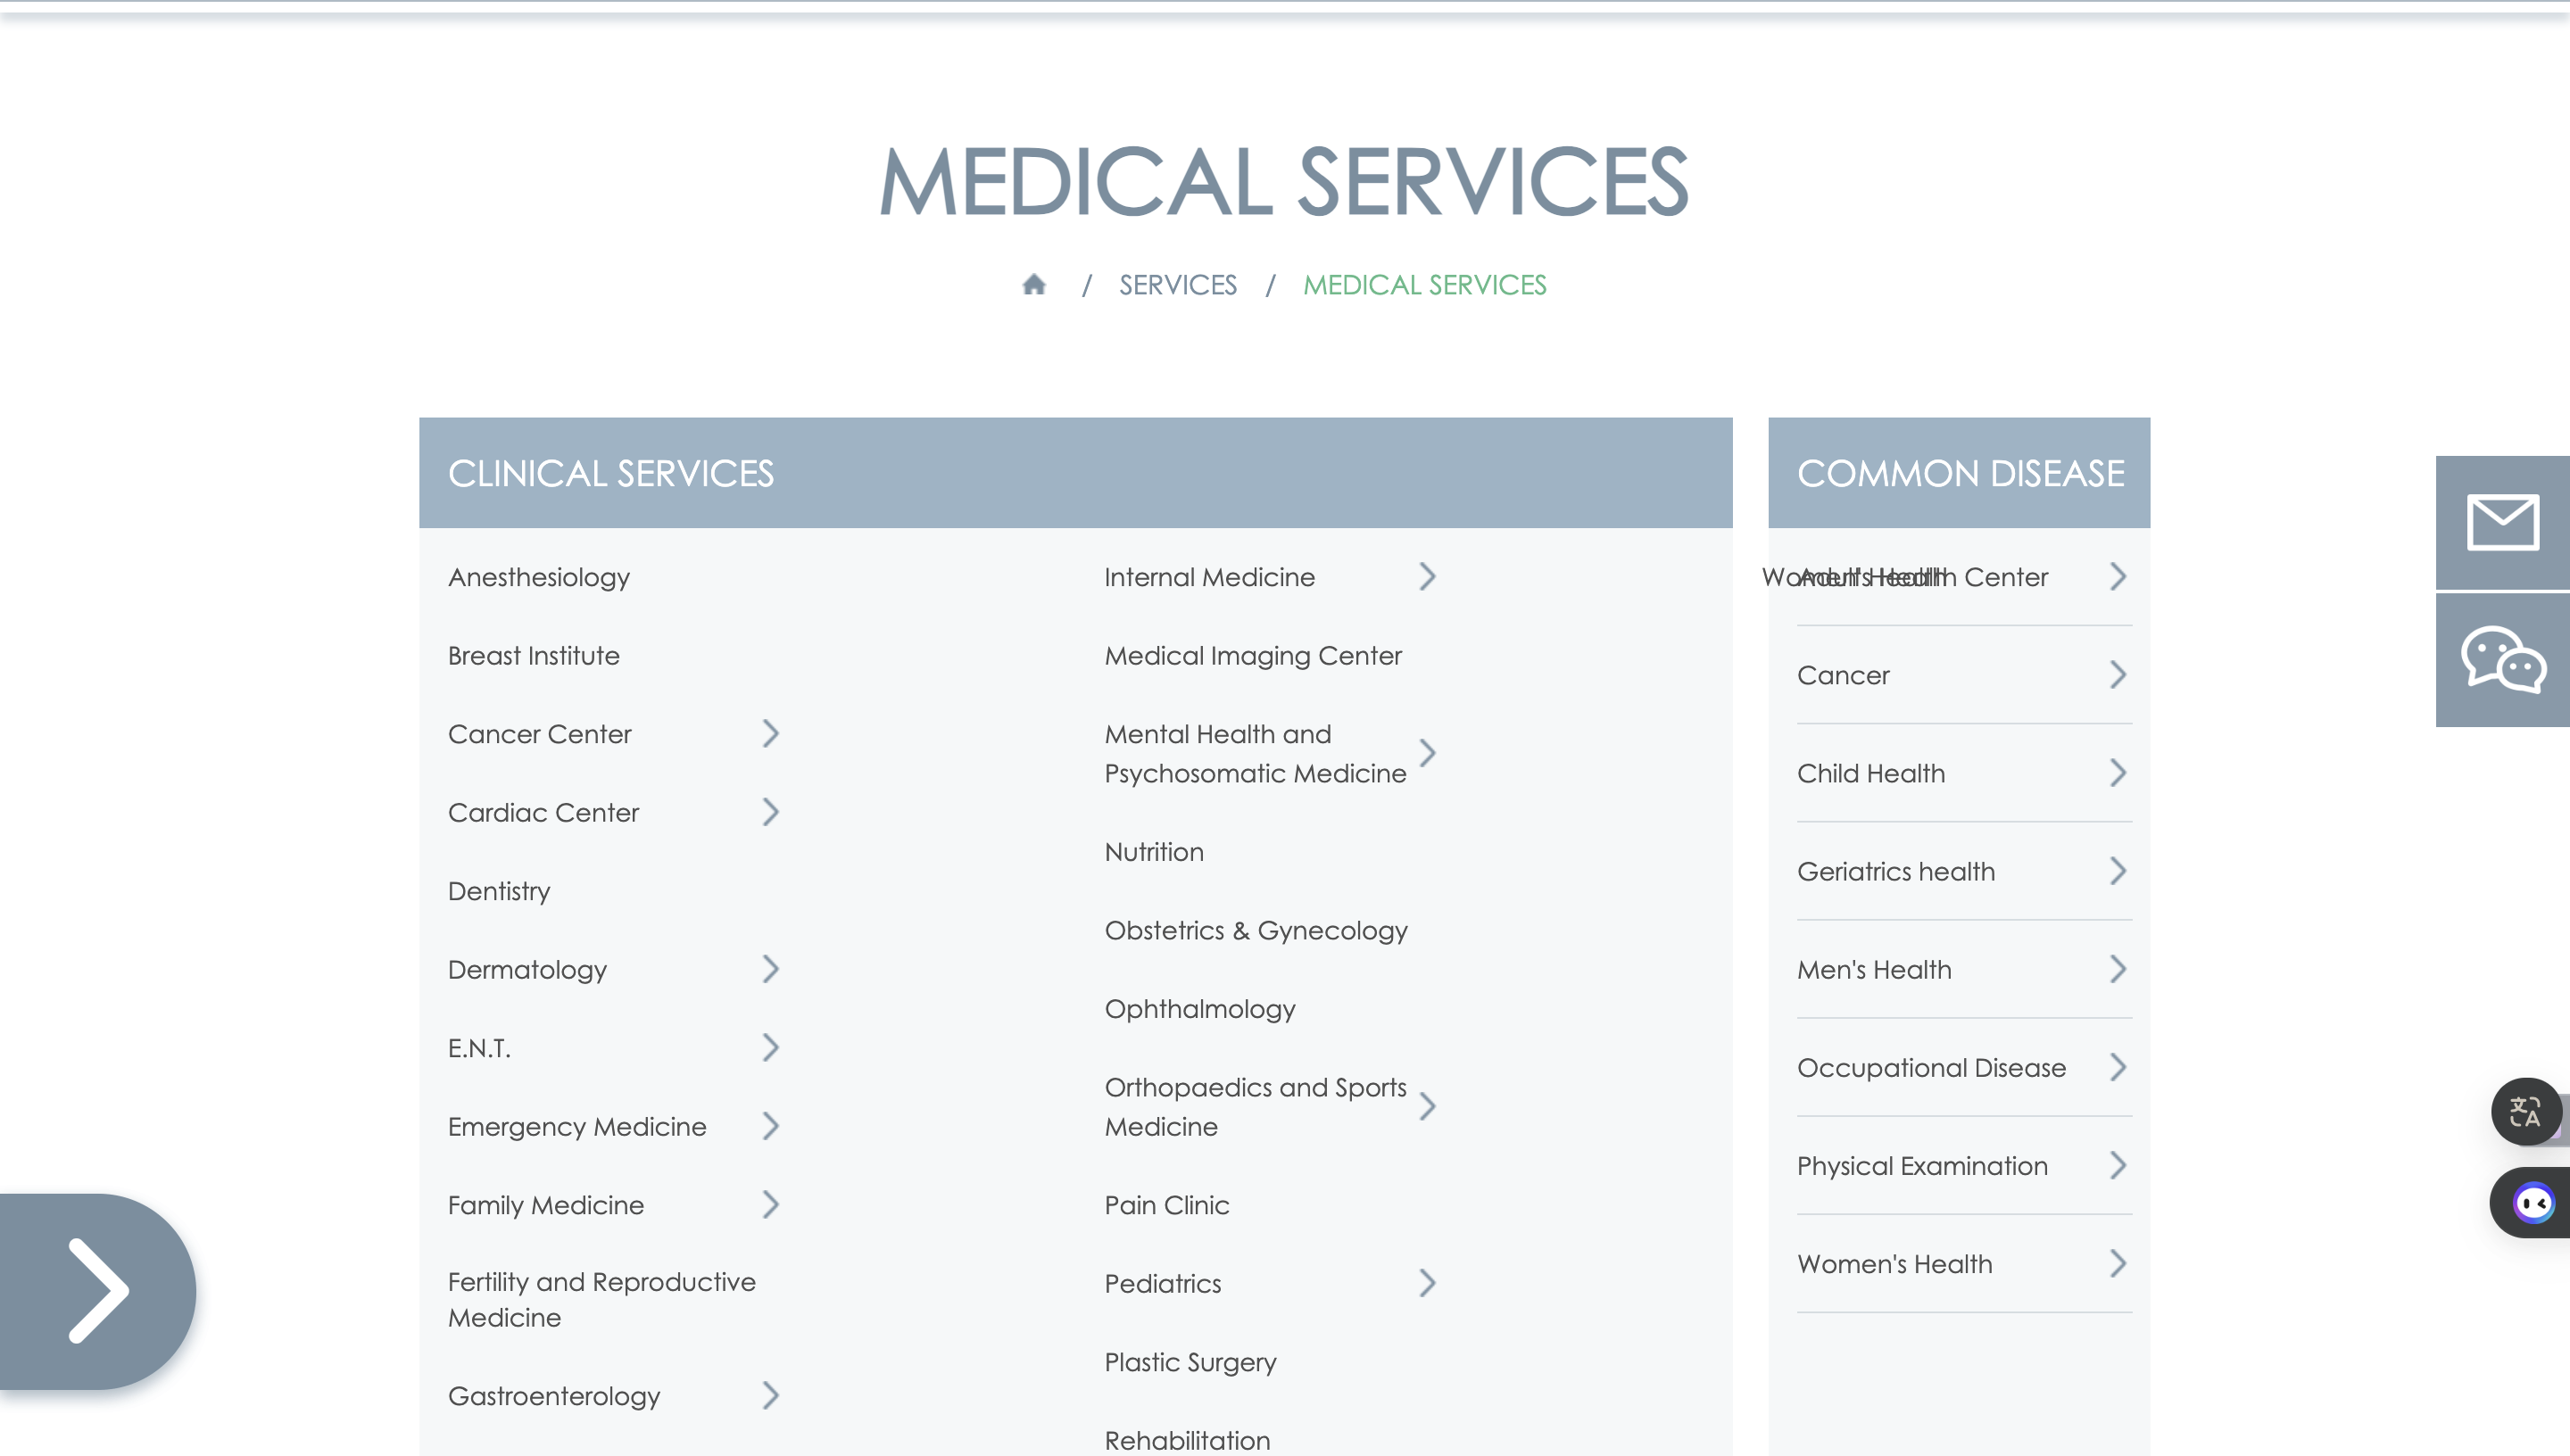 MEDICAL SERVICES
/ SERVICES / MEDICAL SERVICES
CLINICAL SERVICES
Anesthesiology
Breast Institute
Cancer Center
Cardiac Center
Dentistry
Dermatology
E.N.T.
Emergency Medicine
Family Medicine
Fertility and Reproductive
Medicine
Gastroenterology
Internal Medicine
Medical Imaging Center
Mental Health and
Psychosomatic Medicine
Nutrition
Obstetrics & Gynecology
Ophthalmology
Orthopaedics and Sports
Medicine
Pain Clinic
Pediatrics
Plastic Surgery
Rehabilitation
COMMON DISEASE
Women's Health Center
Adult Health
Cancer
Child Health
Geriatrics health
Men's Health
Occupational Disease
Physical Examination
Women's Health
文A